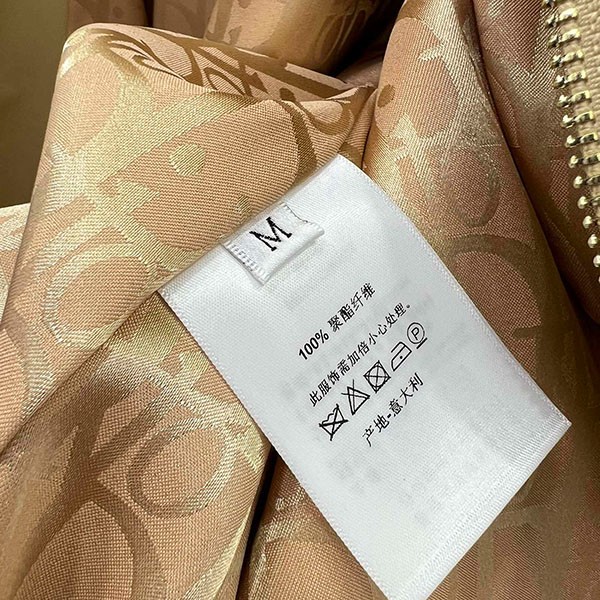 M
100% 聚酯纤维
此服饰需加倍小心处理。
P
产地-意大利